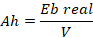 Ah = Eb real / V